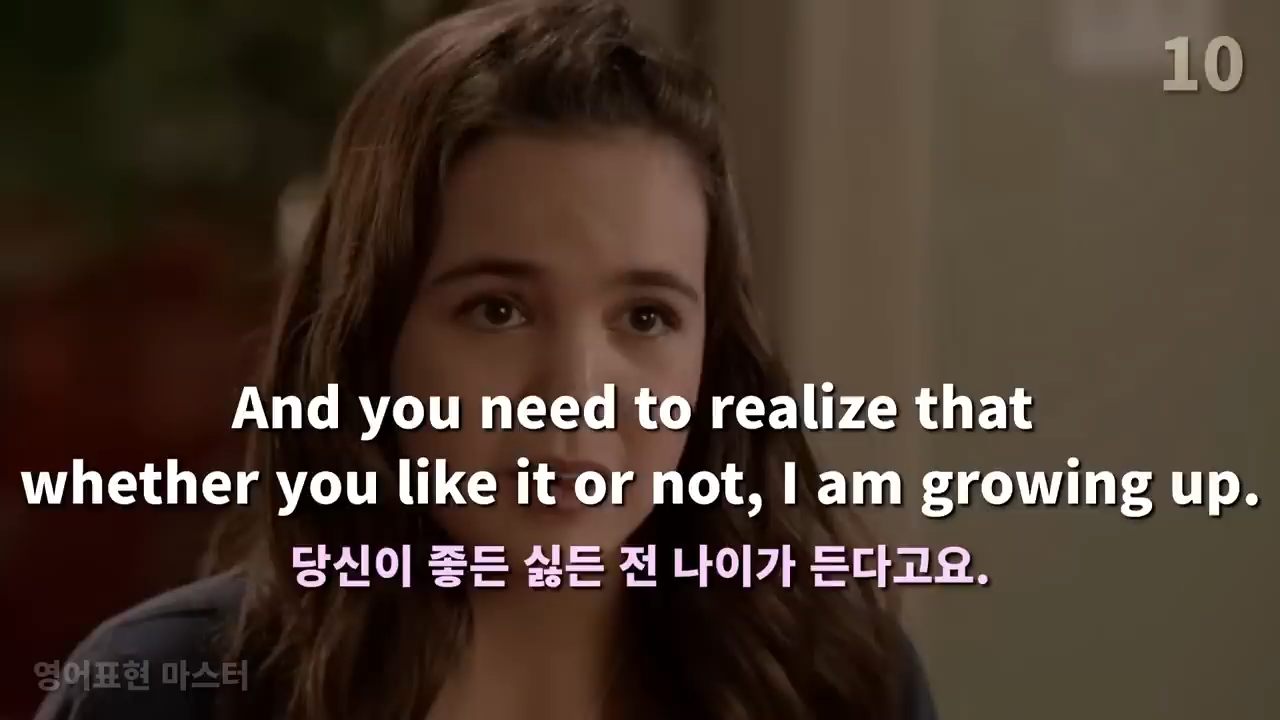 10
And you need to realize that
whether you like it or not, I am growing up.
당신이 좋든 싫든 전 나이가 든다고요.
영어표현 마스터